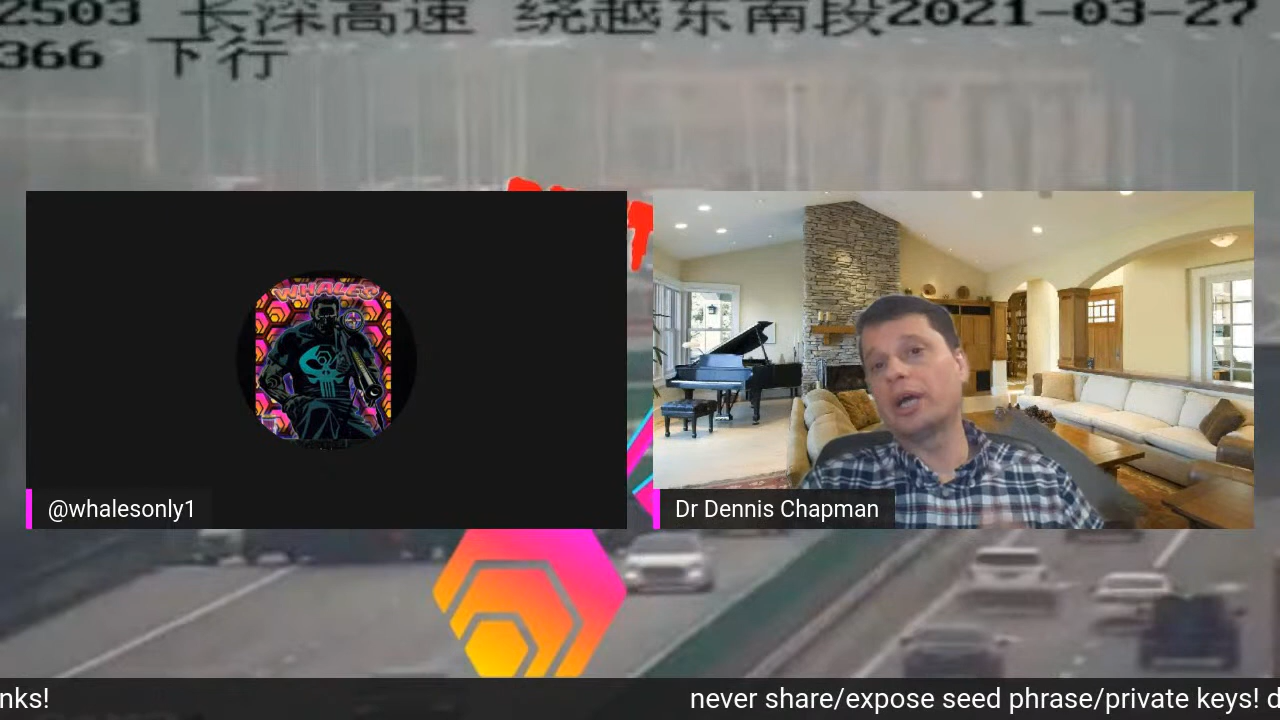 2503 长深高速 绕越东南段2021-03-27
366 下行
WHALES
@whalesonly1
Dr Dennis Chapman
nks!
never share/expose seed phrase/private keys! d